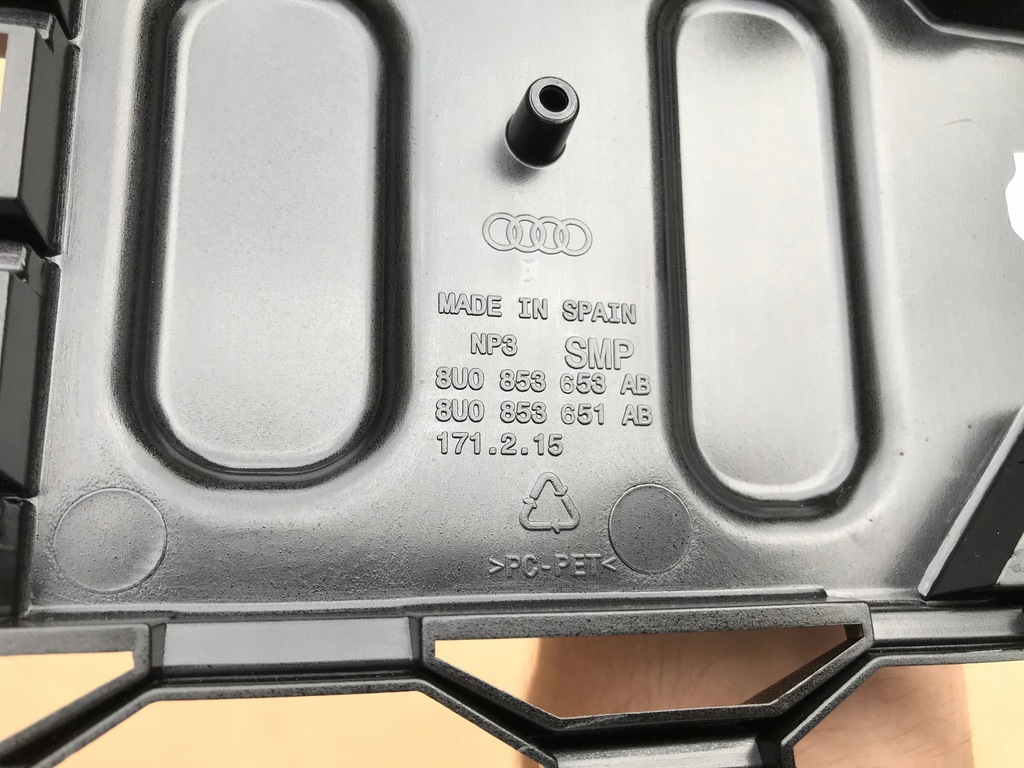 MADE IN SPAIN
NP3 SMP
8U0 853 653 AB
8U0 853 651 AB
171.2.15
>PC-PET<